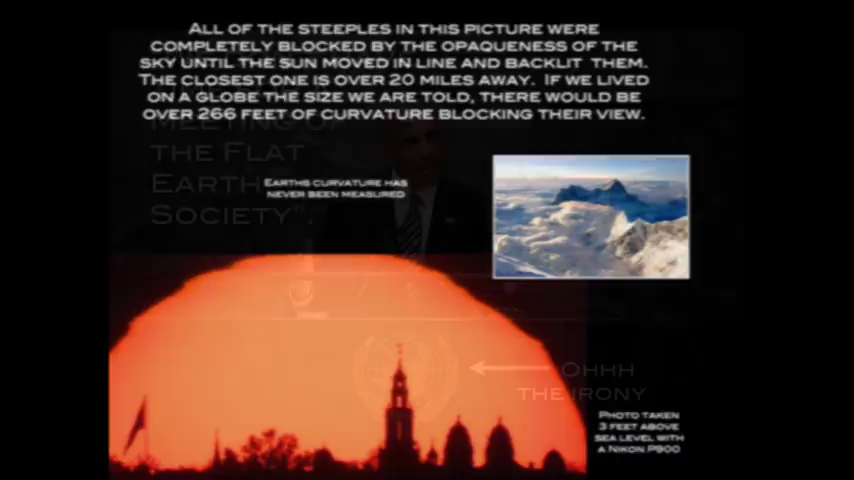 ALL OF THE STEEPLES IN THIS PICTURE WERE
COMPLETELY BLOCKED BY THE OPAQUENESS OF THE
SKY UNTIL THE SUN MOVED IN LINE AND BACKLIT THEM.
THE CLOSEST ONE IS OVER 20 MILES AWAY. IF WE LIVED
ON A GLOBE THE SIZE WE ARE TOLD, THERE WOULD BE
OVER 266 FEET OF CURVATURE BLOCKING THEIR VIEW.
MEETING OF
THE FLAT
EARTH
SOCIETY".
EARTHS CURVATURE HAS
NEVER BEEN MEASURED
OHHH
THE IRONY
PHOTO TAKEN
3 FEET ABOVE
SEA LEVEL WITH
A NIKON P900